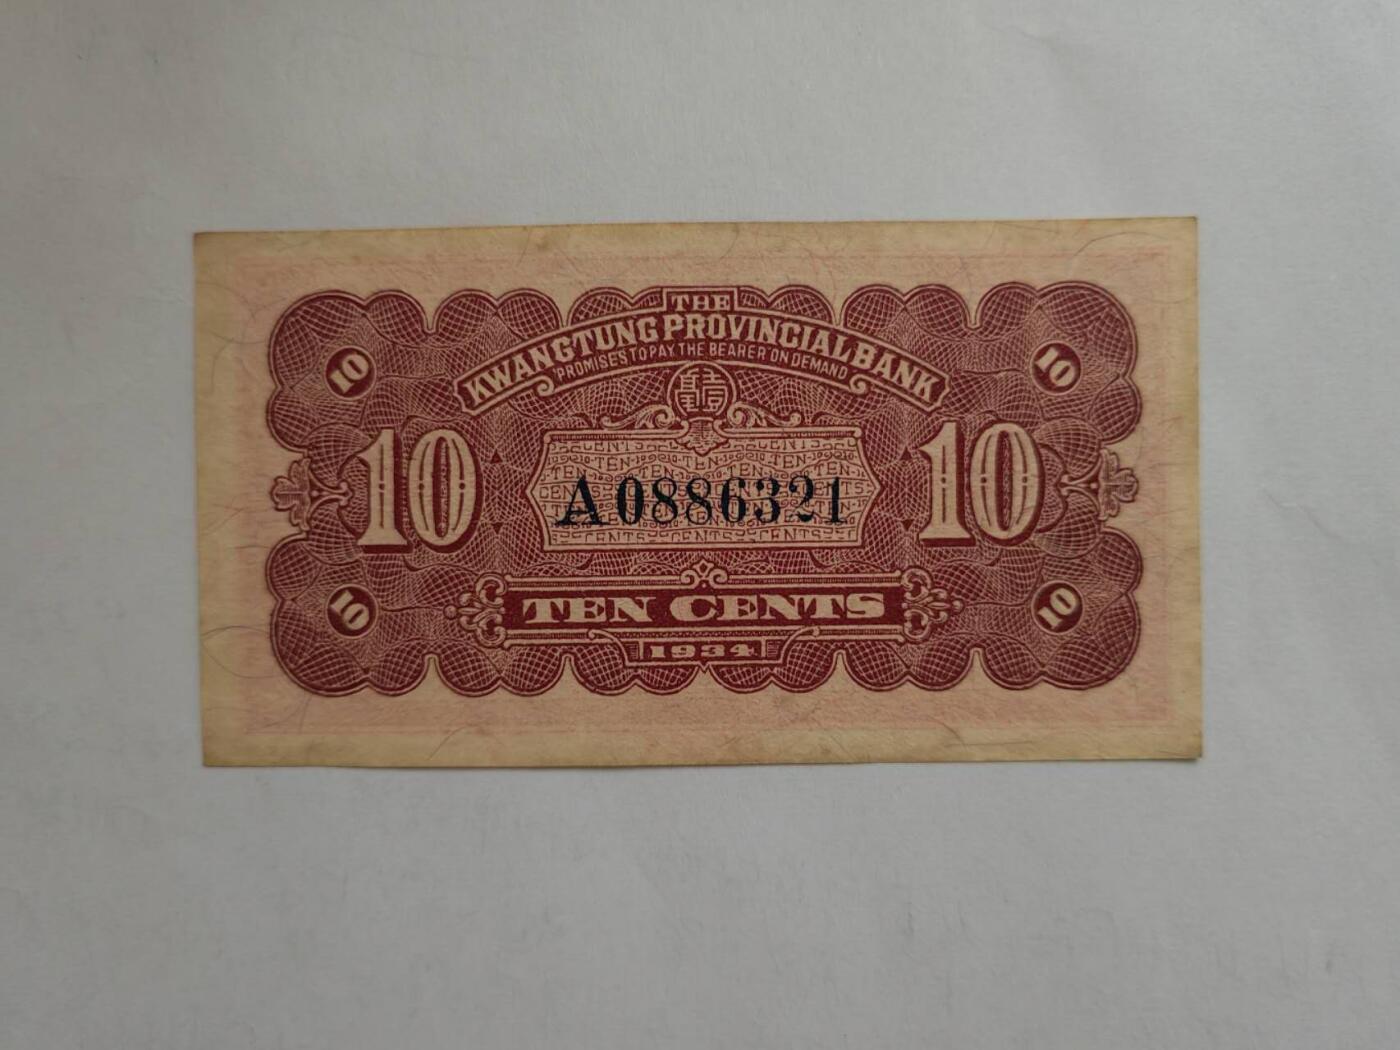 THE
KWANGTUNG PROVINCIAL BANK
PROMISES TO PAY THE BEARER ON DEMAND
10 10
10 10
A0886321
10 10
TEN CENTS
1934